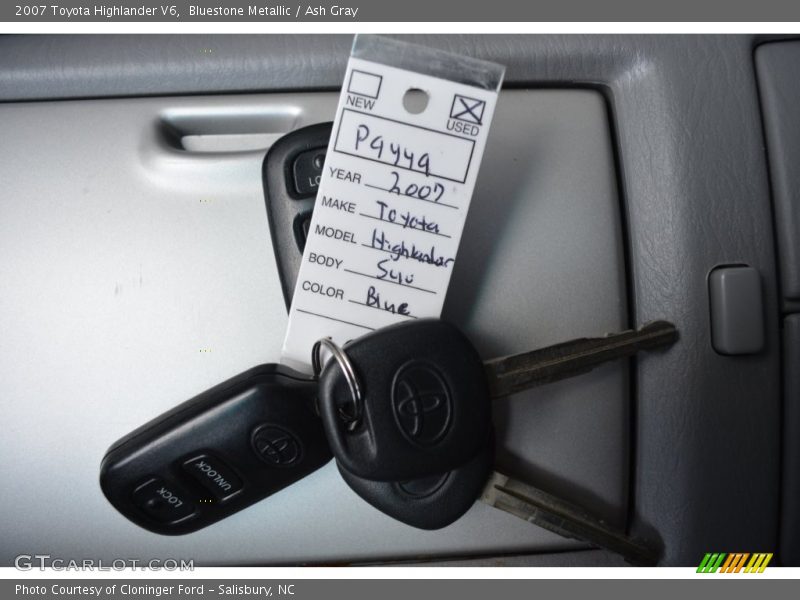 2007 Toyota Highlander V6,  Bluestone Metallic / Ash Gray
NEW
USED
P9449
YEAR 2007
MAKE Toyota
MODEL Highlander
BODY SUV
COLOR Blue
LO
UNLOCK
LOCK
GTCARLOT.COM
Photo Courtesy of Cloninger Ford - Salisbury, NC